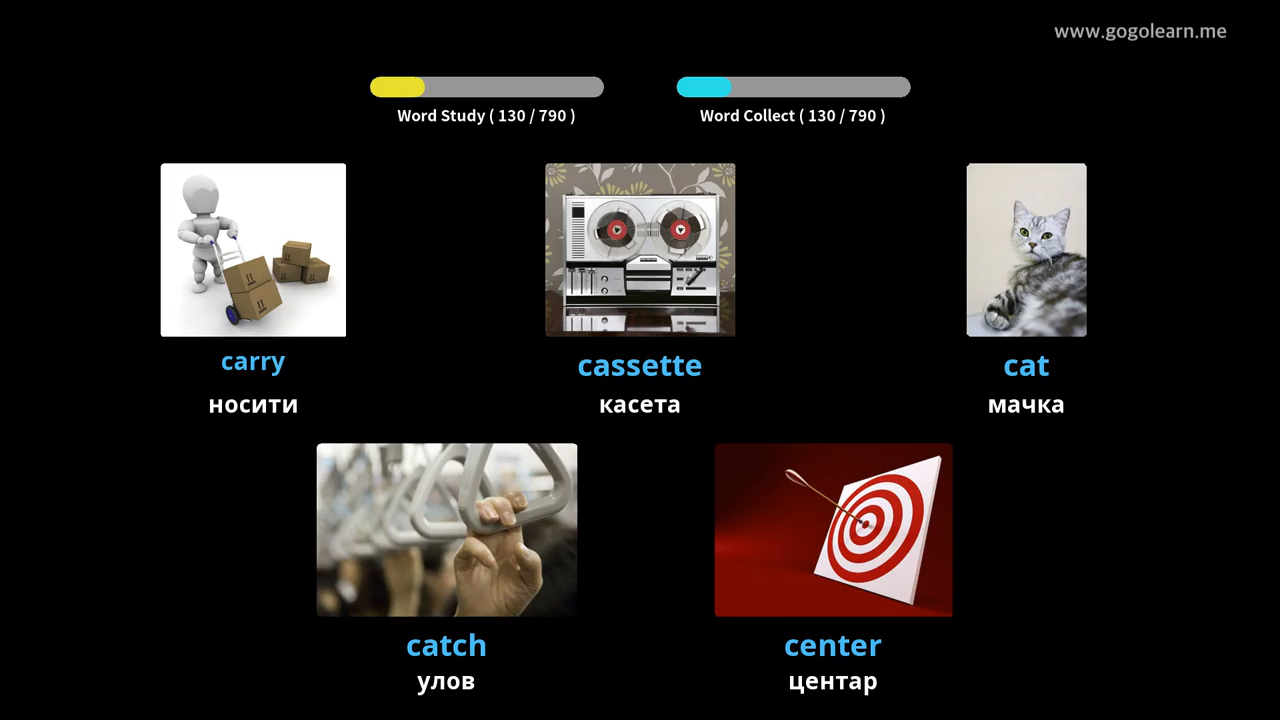 www.gogolearn.me
Word Study ( 130 / 790 )
Word Collect ( 130 / 790 )
carry
носити
cassette
касета
cat
мачка
catch
улов
center
центар